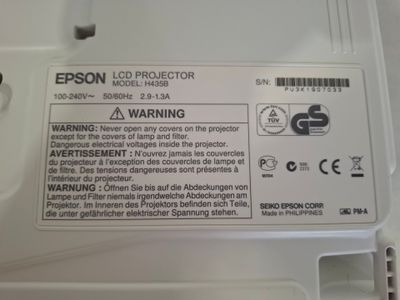 EPSON LCD PROJECTOR
MODEL: H435B
100-240V~ 50/60Hz 2.9-1.3A
S/N:
PU3K1907033
WARNING
WARNING: Never open any covers on the projector
except for the covers of lamp and filter.
Dangerous electrical voltages inside the projector.
AVERTISSEMENT : N'ouvrez jamais les couvercles
du projecteur à l'exception des couvercles de lampe et
de filtre. Des tensions dangereuses sont présentes à
l'intérieur du projecteur.
WARNUNG : Öffnen Sie bis auf die Abdeckungen von
Lampe und Filter niemals irgendwelche Abdeckungen am
Projektor. Im Inneren des Projektors befinden sich Teile,
die unter gefährlicher elektrischer Spannung stehen.
TÜV
GS
CE
SEIKO EPSON CORP.
Made in PHILIPPINES
PM-A